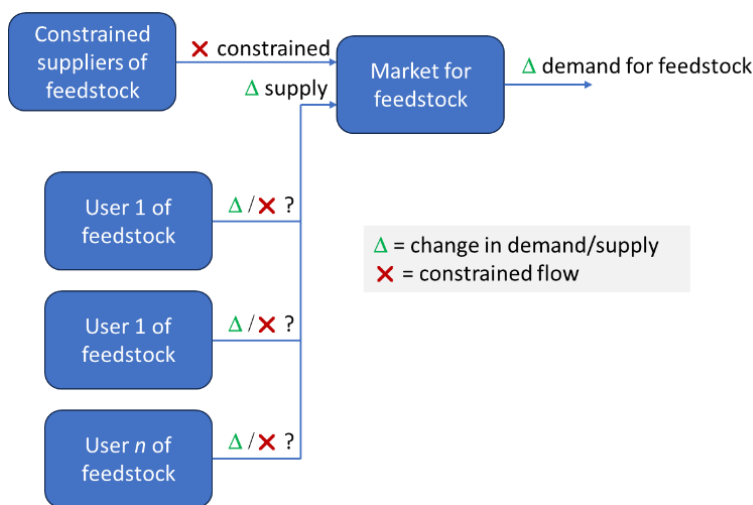 Constrained
suppliers of
feedstock
✕ constrained
Δ supply
Market for
feedstock
Δ demand for feedstock
User 1 of
feedstock
Δ / ✕ ?
Δ = change in demand/supply
✕ = constrained flow
User 1 of
feedstock
Δ / ✕ ?
User n of
feedstock
Δ / ✕ ?